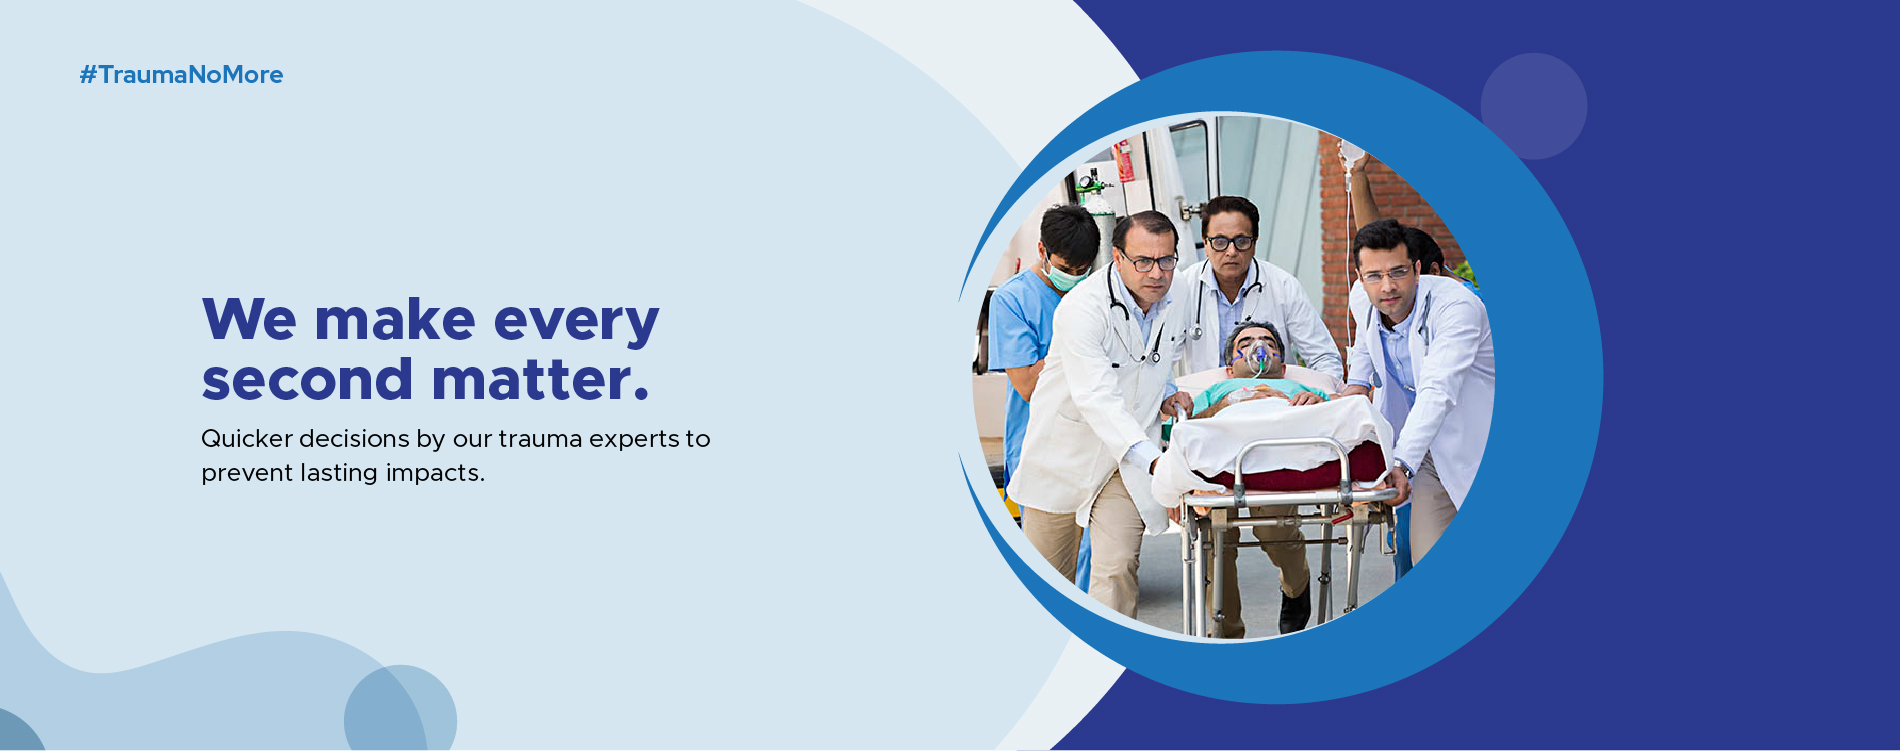 #TraumaNoMore
We make every
second matter.
Quicker decisions by our trauma experts to
prevent lasting impacts.